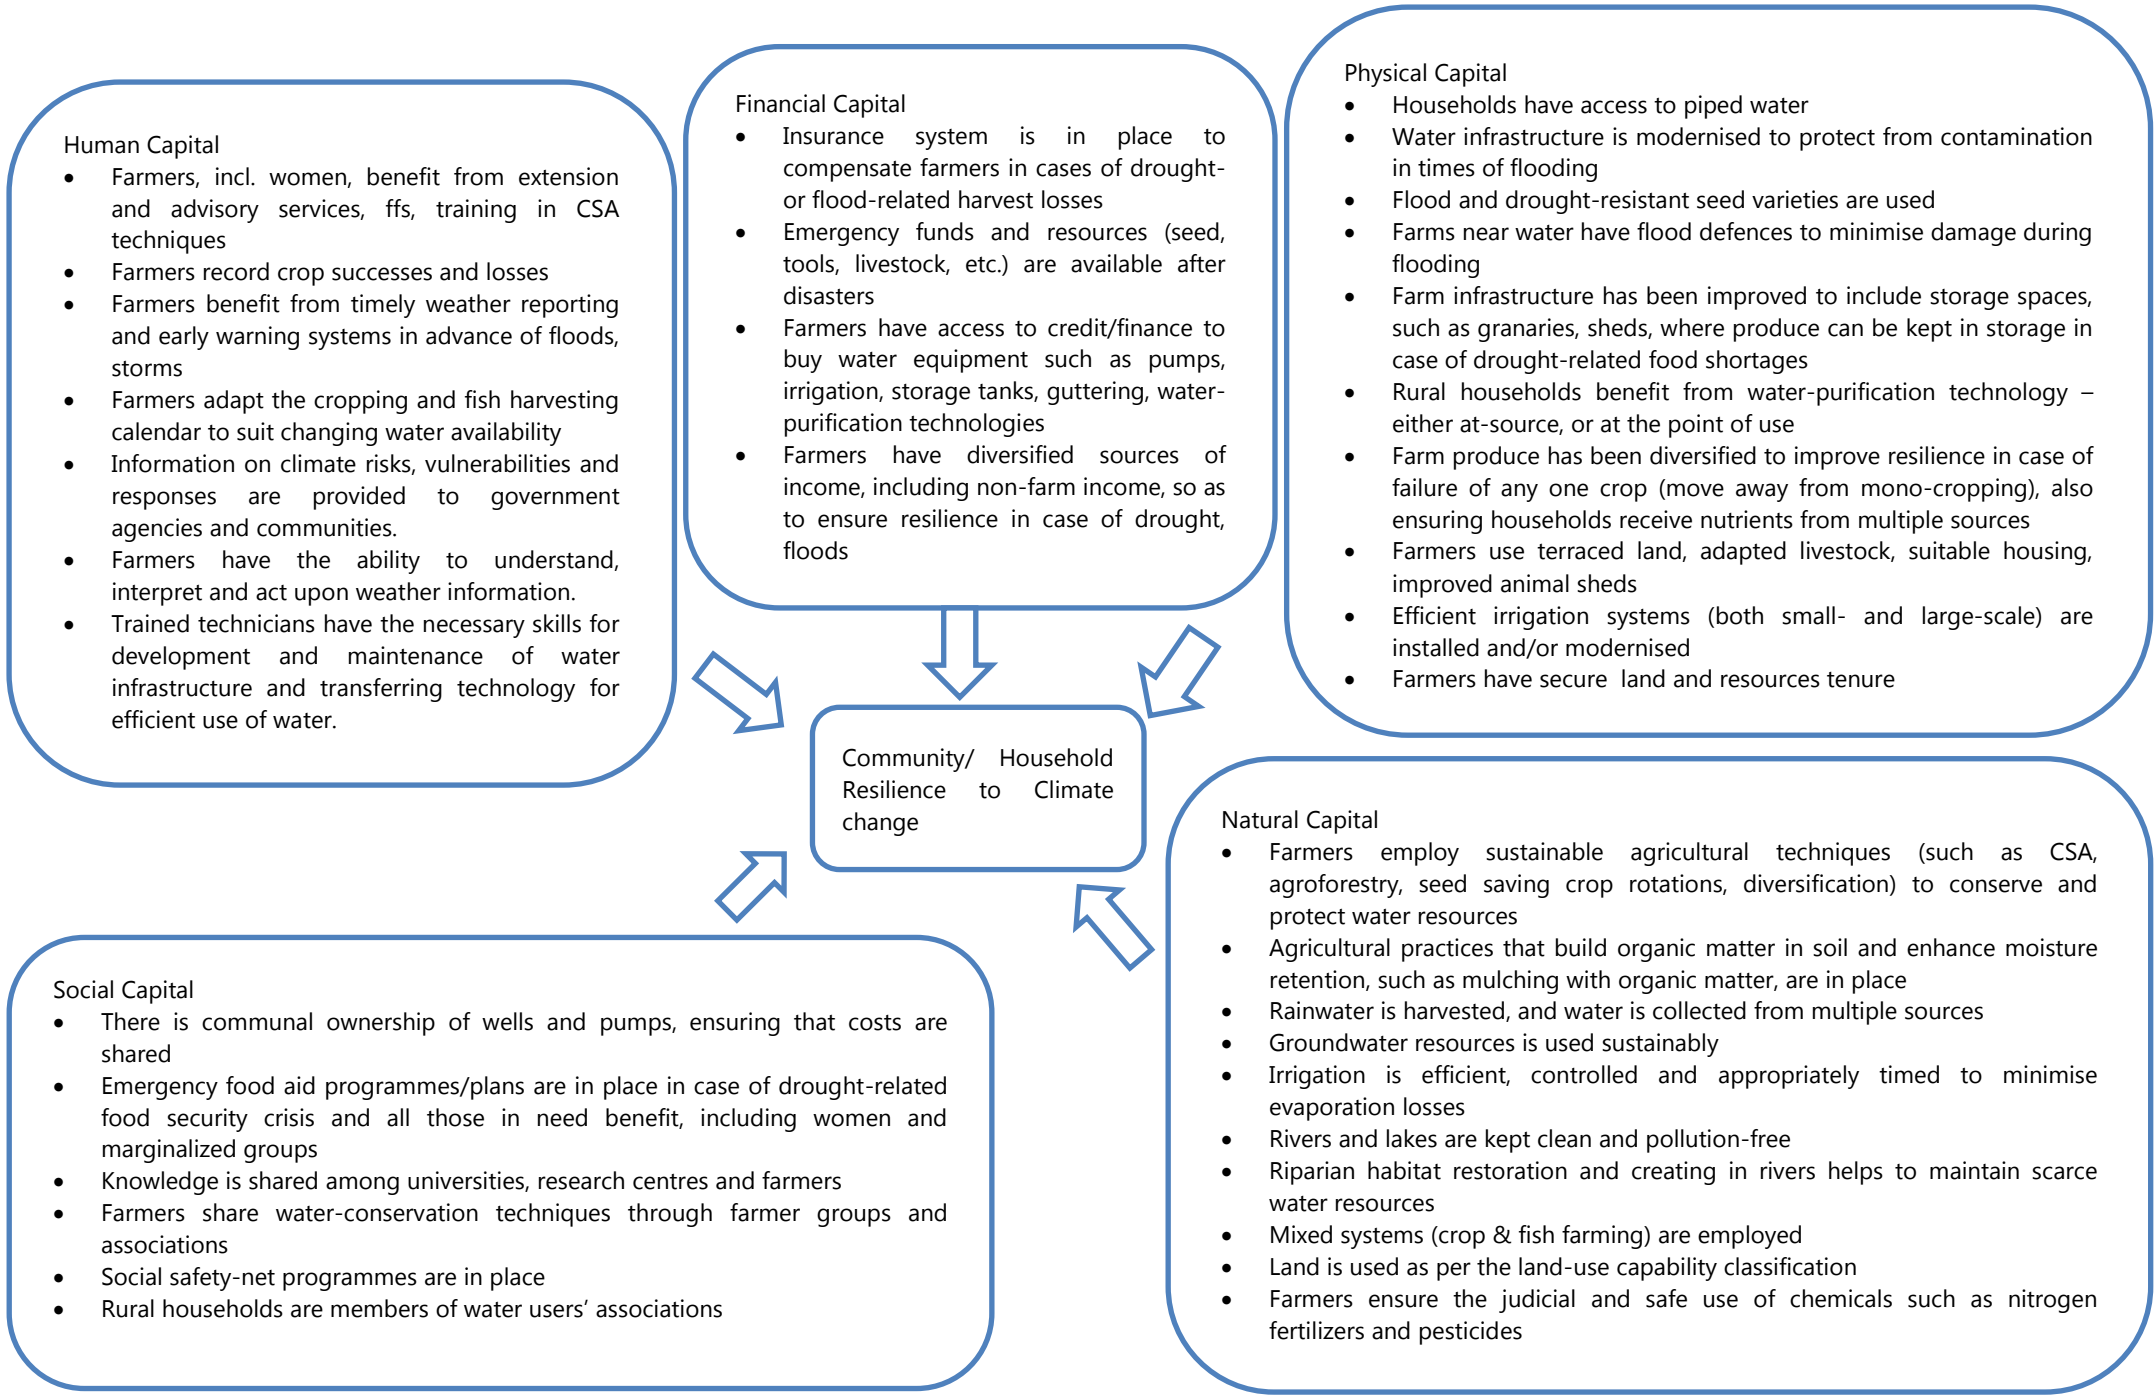 Human Capital
• Farmers, incl. women, benefit from extension
and advisory services, ffs, training in CSA
techniques
• Farmers record crop successes and losses
• Farmers benefit from timely weather reporting
and early warning systems in advance of floods,
storms
• Farmers adapt the cropping and fish harvesting
calendar to suit changing water availability
• Information on climate risks, vulnerabilities and
responses are provided to government
agencies and communities.
• Farmers have the ability to understand,
interpret and act upon weather information.
• Trained technicians have the necessary skills for
development and maintenance of water
infrastructure and transferring technology for
efficient use of water.
Financial Capital
• Insurance system is in place to
compensate farmers in cases of drought-
or flood-related harvest losses
• Emergency funds and resources (seed,
tools, livestock, etc.) are available after
disasters
• Farmers have access to credit/finance to
buy water equipment such as pumps,
irrigation, storage tanks, guttering, water-
purification technologies
• Farmers have diversified sources of
income, including non-farm income, so as
to ensure resilience in case of drought,
floods
Physical Capital
• Households have access to piped water
• Water infrastructure is modernised to protect from contamination
in times of flooding
• Flood and drought-resistant seed varieties are used
• Farms near water have flood defences to minimise damage during
flooding
• Farm infrastructure has been improved to include storage spaces,
such as granaries, sheds, where produce can be kept in storage in
case of drought-related food shortages
• Rural households benefit from water-purification technology –
either at-source, or at the point of use
• Farm produce has been diversified to improve resilience in case of
failure of any one crop (move away from mono-cropping), also
ensuring households receive nutrients from multiple sources
• Farmers use terraced land, adapted livestock, suitable housing,
improved animal sheds
• Efficient irrigation systems (both small- and large-scale) are
installed and/or modernised
• Farmers have secure land and resources tenure
Community/ Household
Resilience to Climate
change
Social Capital
• There is communal ownership of wells and pumps, ensuring that costs are
shared
• Emergency food aid programmes/plans are in place in case of drought-related
food security crisis and all those in need benefit, including women and
marginalized groups
• Knowledge is shared among universities, research centres and farmers
• Farmers share water-conservation techniques through farmer groups and
associations
• Social safety-net programmes are in place
• Rural households are members of water users’ associations
Natural Capital
• Farmers employ sustainable agricultural techniques (such as CSA,
agroforestry, seed saving crop rotations, diversification) to conserve and
protect water resources
• Agricultural practices that build organic matter in soil and enhance moisture
retention, such as mulching with organic matter, are in place
• Rainwater is harvested, and water is collected from multiple sources
• Groundwater resources is used sustainably
• Irrigation is efficient, controlled and appropriately timed to minimise
evaporation losses
• Rivers and lakes are kept clean and pollution-free
• Riparian habitat restoration and creating in rivers helps to maintain scarce
water resources
• Mixed systems (crop & fish farming) are employed
• Land is used as per the land-use capability classification
• Farmers ensure the judicial and safe use of chemicals such as nitrogen
fertilizers and pesticides